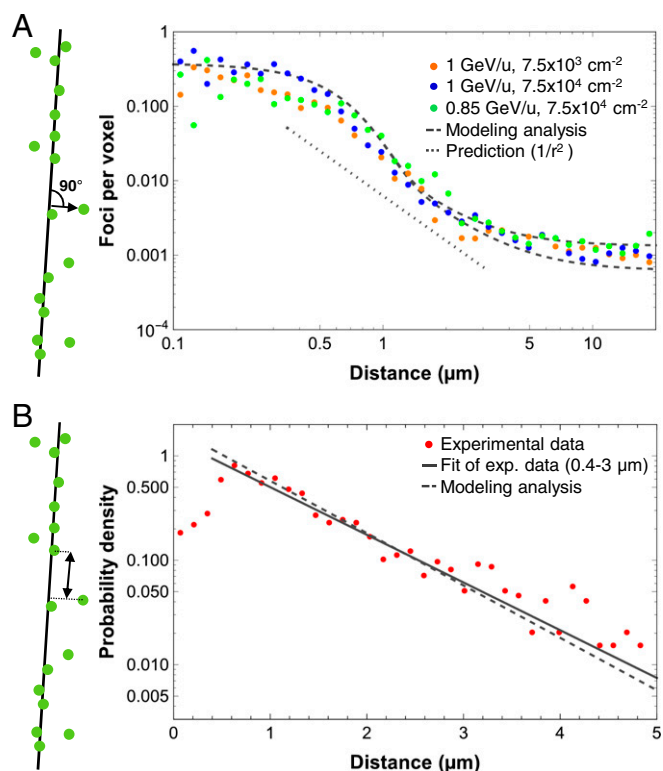 A
90°
Foci per voxel
1
0.100
0.010
0.001
10⁻⁴
0.1
0.5
1
5
10
Distance (µm)
1 GeV/u, 7.5x10³ cm⁻²
1 GeV/u, 7.5x10⁴ cm⁻²
0.85 GeV/u, 7.5x10⁴ cm⁻²
Modeling analysis
Prediction (1/r²)
B
Probability density
1
0.500
0.100
0.050
0.010
0.005
0
1
2
3
4
5
Distance (µm)
Experimental data
Fit of exp. data (0.4-3 µm)
Modeling analysis